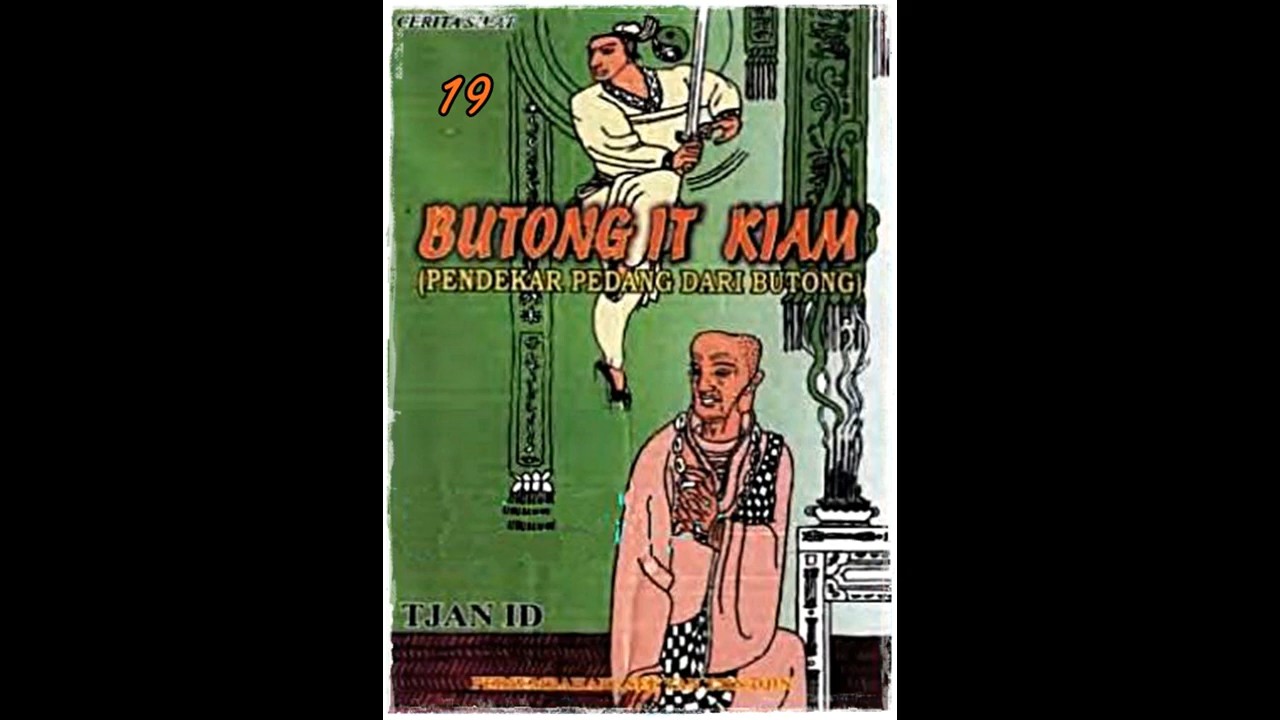 CERITA SILAT
19
BUTONG IT KIAM
(PENDEKAR PEDANG DARI BUTONG)
TJAN ID